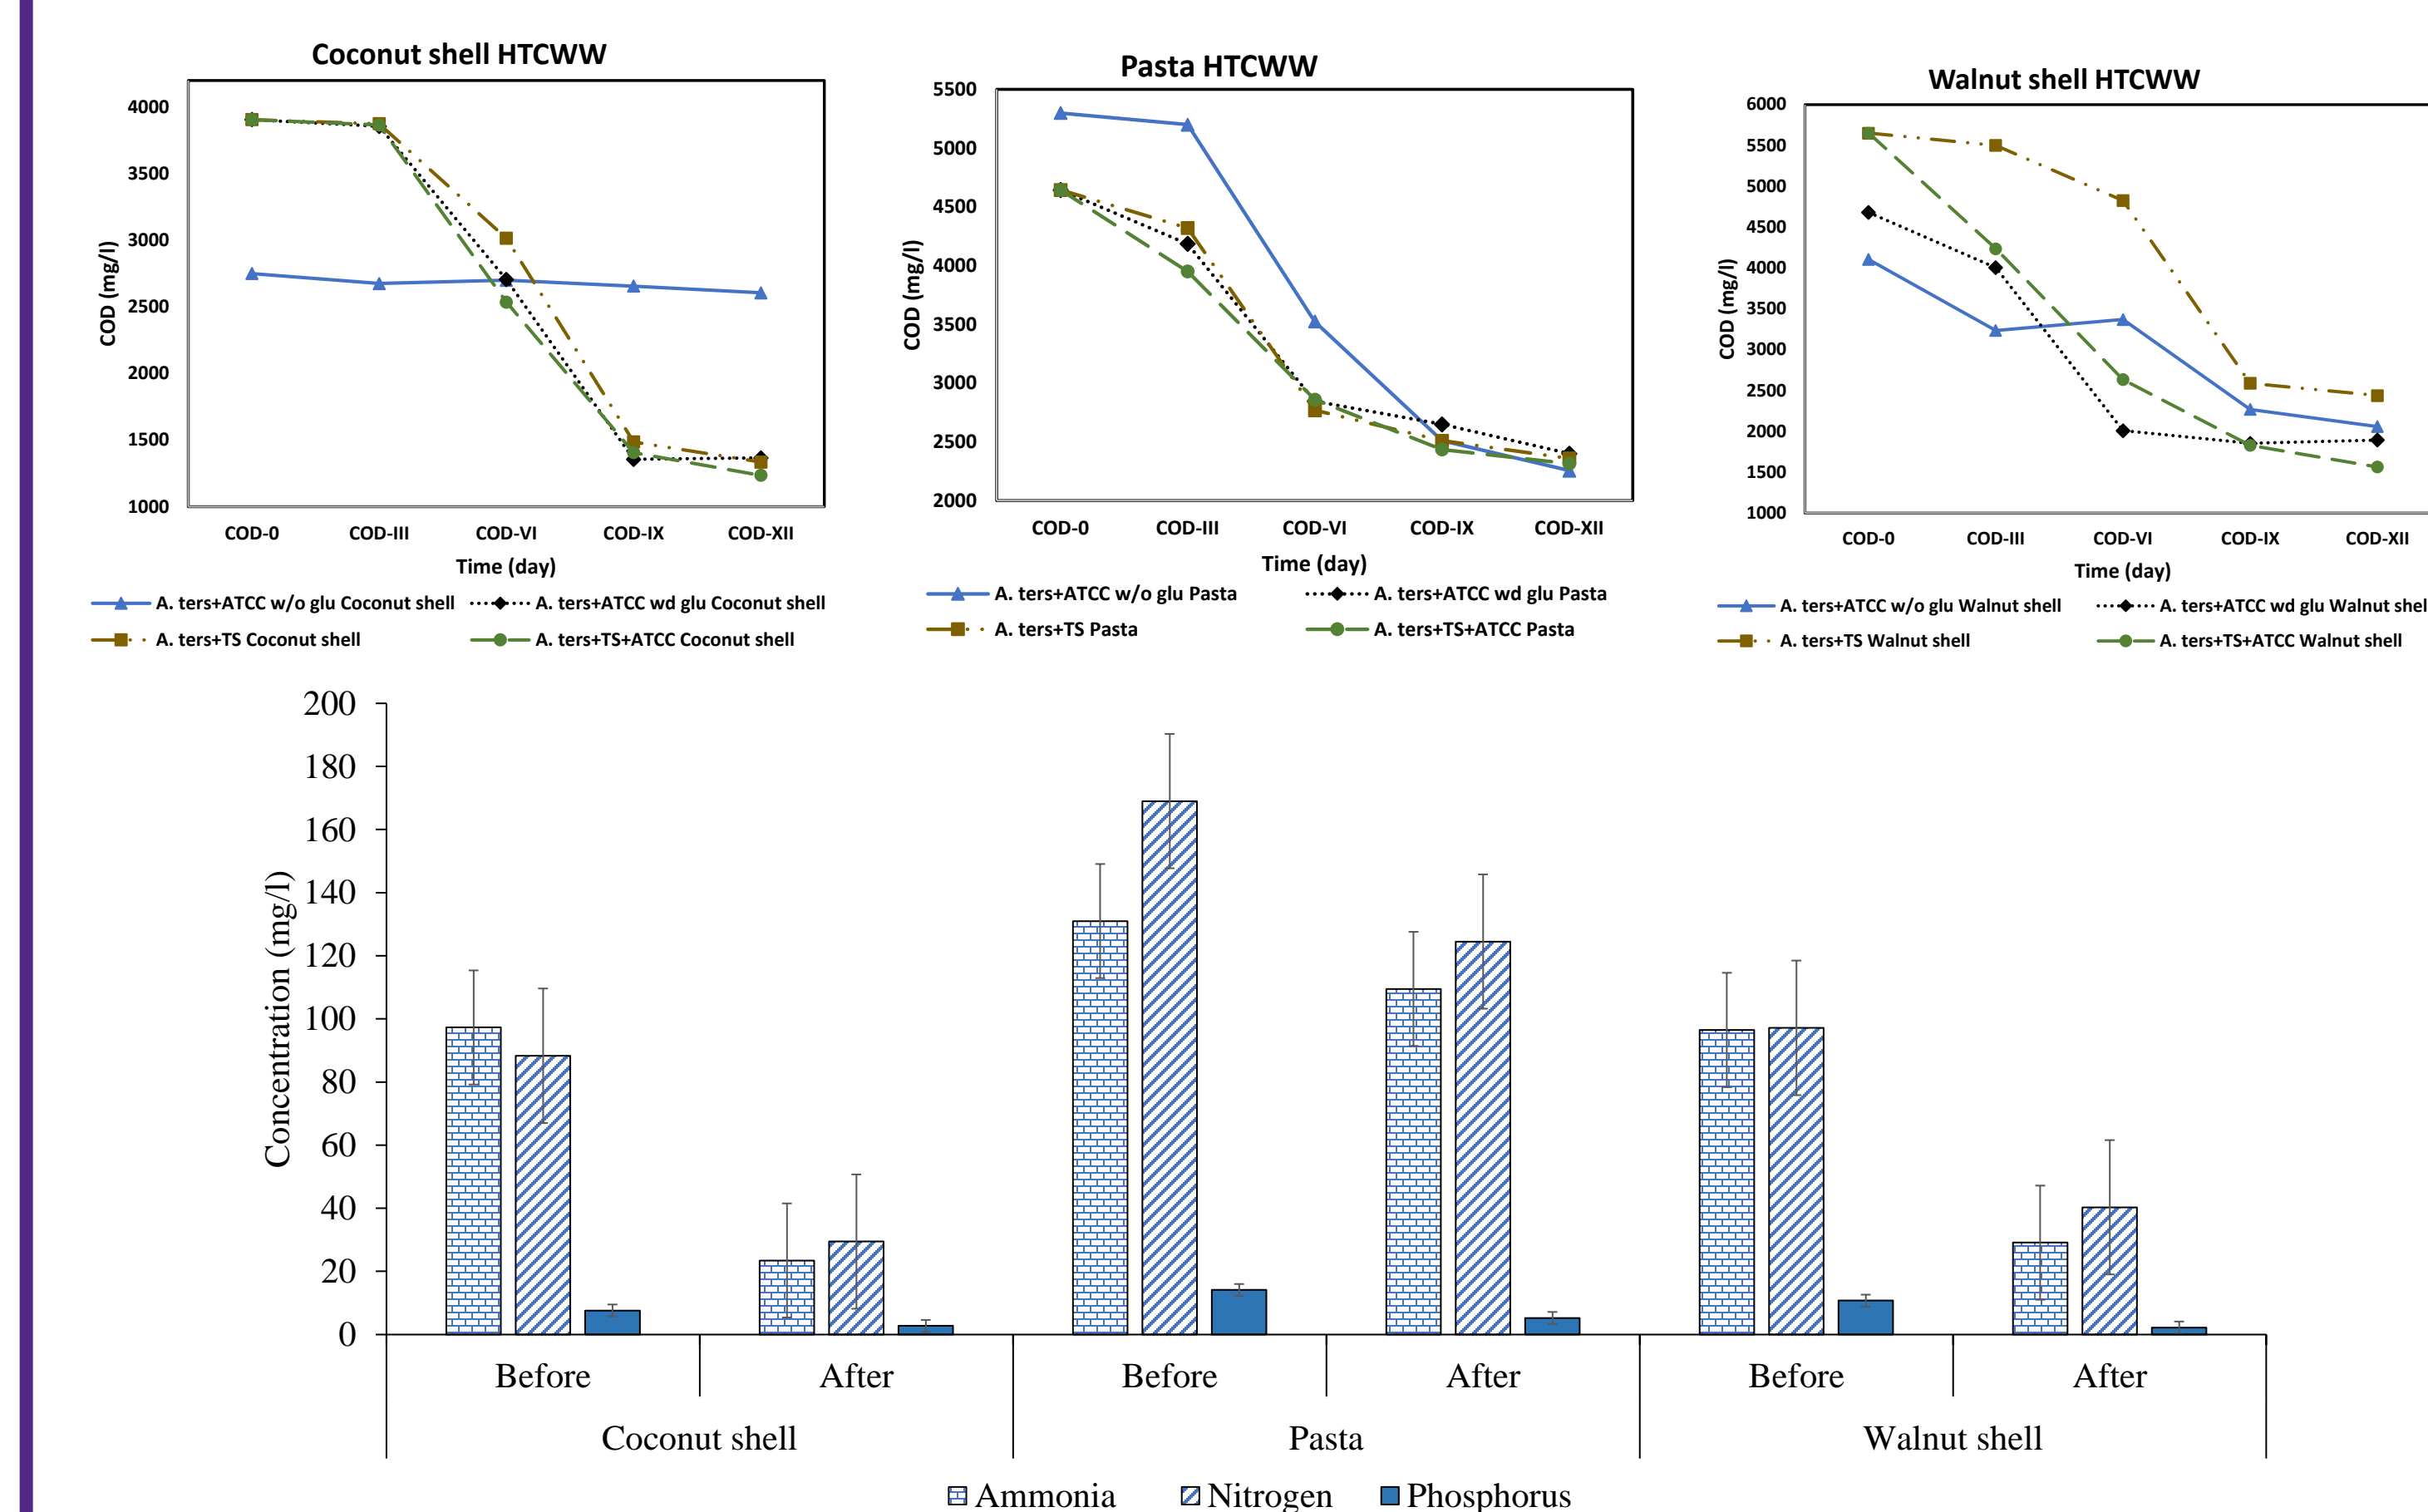 Coconut shell HTCWW
4000
3500
3000
2500
2000
1500
1000
COD (mg/l)
COD-0 COD-III COD-VI COD-IX COD-XII
Time (day)
A. ters+ATCC w/o glu Coconut shell A. ters+ATCC wd glu Coconut shell
A. ters+TS Coconut shell A. ters+TS+ATCC Coconut shell
Pasta HTCWW
5500
5000
4500
4000
3500
3000
2500
2000
COD (mg/l)
COD-0 COD-III COD-VI COD-IX COD-XII
Time (day)
A. ters+ATCC w/o glu Pasta A. ters+ATCC wd glu Pasta
A. ters+TS Pasta A. ters+TS+ATCC Pasta
Walnut shell HTCWW
6000
5500
5000
4500
4000
3500
3000
2500
2000
1500
1000
COD (mg/l)
COD-0 COD-III COD-VI COD-IX COD-XII
Time (day)
A. ters+ATCC w/o glu Walnut shell A. ters+ATCC wd glu Walnut shel
A. ters+TS Walnut shell A. ters+TS+ATCC Walnut shell
200
180
160
140
120
100
80
60
40
20
0
Concentration (mg/l)
Before After Before After Before After
Coconut shell Pasta Walnut shell
Ammonia Nitrogen Phosphorus